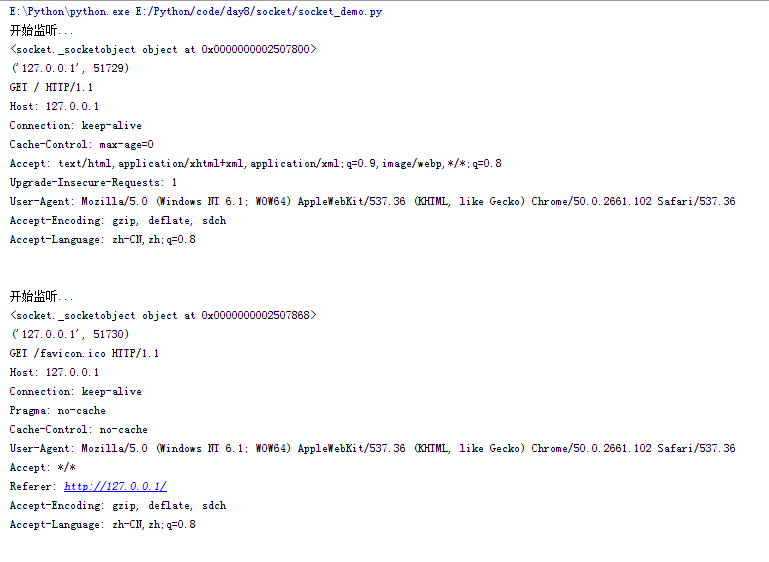 E:\Python\python.exe E:/Python/code/day8/socket/socket_demo.py
开始监听...
<socket._socketobject object at 0x0000000002507800>
('127.0.0.1', 51729)
GET / HTTP/1.1
Host: 127.0.0.1
Connection: keep-alive
Cache-Control: max-age=0
Accept: text/html,application/xhtml+xml,application/xml;q=0.9,image/webp,*/*;q=0.8
Upgrade-Insecure-Requests: 1
User-Agent: Mozilla/5.0 (Windows NT 6.1; WOW64) AppleWebKit/537.36 (KHTML, like Gecko) Chrome/50.0.2661.102 Safari/537.36
Accept-Encoding: gzip, deflate, sdch
Accept-Language: zh-CN,zh;q=0.8
开始监听...
<socket._socketobject object at 0x0000000002507868>
('127.0.0.1', 51730)
GET /favicon.ico HTTP/1.1
Host: 127.0.0.1
Connection: keep-alive
Pragma: no-cache
Cache-Control: no-cache
User-Agent: Mozilla/5.0 (Windows NT 6.1; WOW64) AppleWebKit/537.36 (KHTML, like Gecko) Chrome/50.0.2661.102 Safari/537.36
Accept: */*
Referer: http://127.0.0.1/
Accept-Encoding: gzip, deflate, sdch
Accept-Language: zh-CN,zh;q=0.8